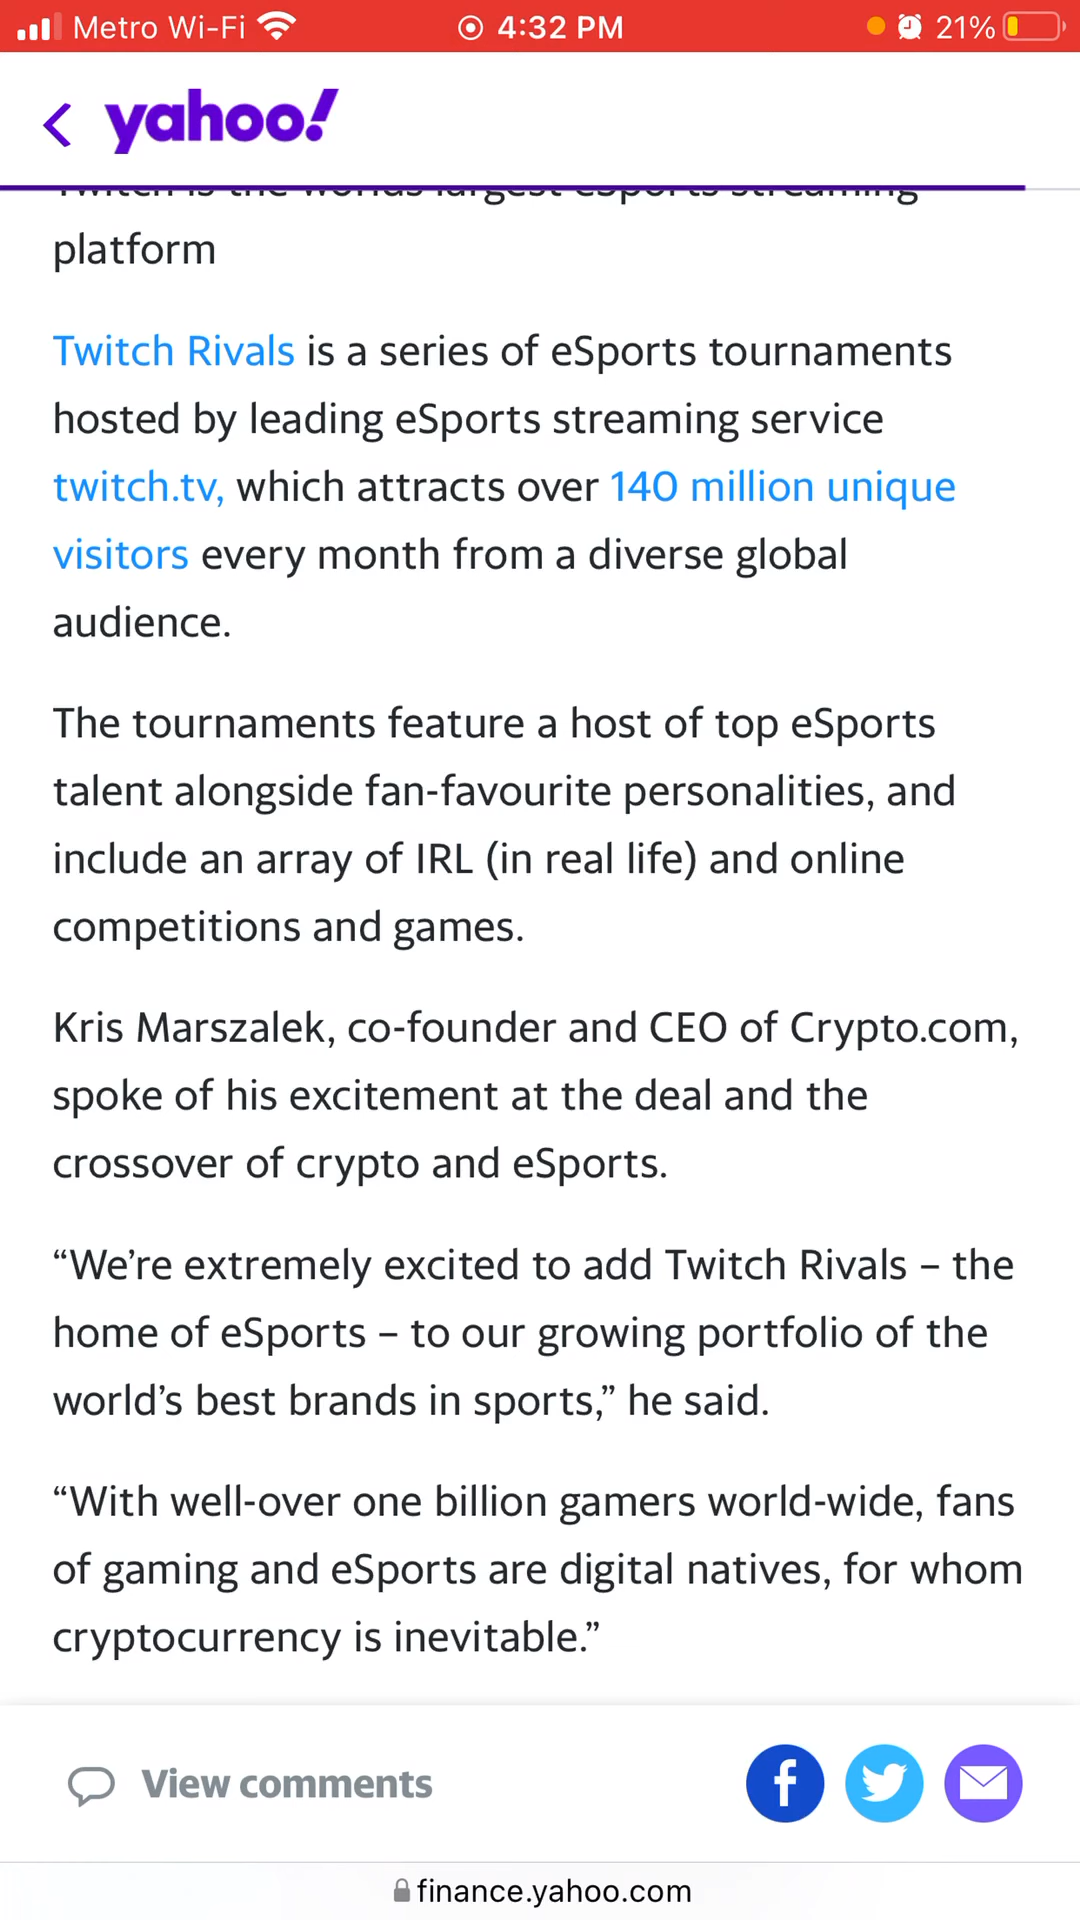 Metro Wi-Fi 4:32 PM 21%
yahoo!
Twitch is the worlds largest eSports streaming
platform
Twitch Rivals is a series of eSports tournaments
hosted by leading eSports streaming service
twitch.tv, which attracts over 140 million unique
visitors every month from a diverse global
audience.
The tournaments feature a host of top eSports
talent alongside fan-favourite personalities, and
include an array of IRL (in real life) and online
competitions and games.
Kris Marszalek, co-founder and CEO of Crypto.com,
spoke of his excitement at the deal and the
crossover of crypto and eSports.
“We’re extremely excited to add Twitch Rivals – the
home of eSports – to our growing portfolio of the
world’s best brands in sports,” he said.
“With well-over one billion gamers world-wide, fans
of gaming and eSports are digital natives, for whom
cryptocurrency is inevitable.”
View comments
finance.yahoo.com